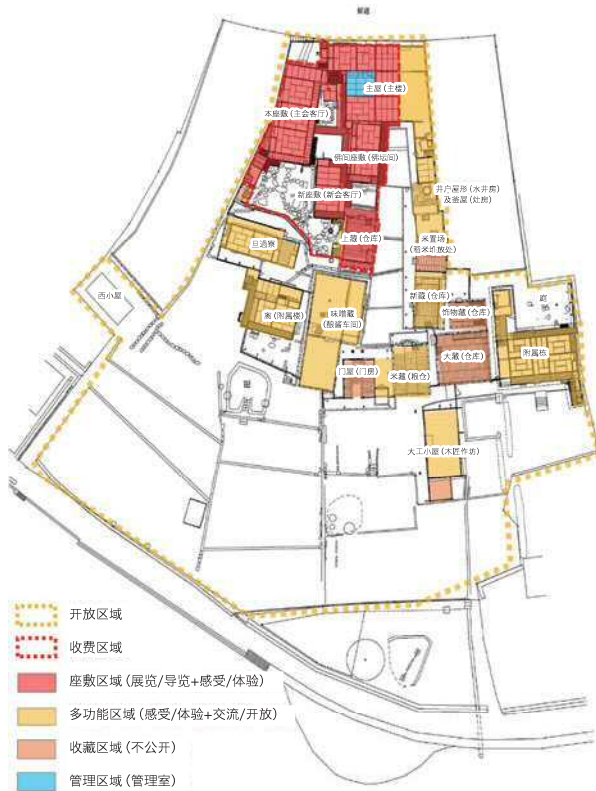 主屋 (主楼)
本座敷 (主会客厅)
佛间座敷 (佛坛间)
井户屋形 (水井房)
及釜屋 (灶房)
新座敷 (新会客厅)
米置场
(稻米堆放处)
上藏 (仓库)
旦過寮
西小屋
新藏 (仓库)
离 (附属楼)
味噌藏
(酿酱车间)
饰物藏 (仓库)
庭
附属栋
大藏 (仓库)
门屋 (门房)
米藏 (粮仓)
大工小屋 (木匠作坊)
开放区域
收费区域
座敷区域 (展览/导览+感受/体验)
多功能区域 (感受/体验+交流/开放)
收藏区域 (不公开)
管理区域 (管理室)